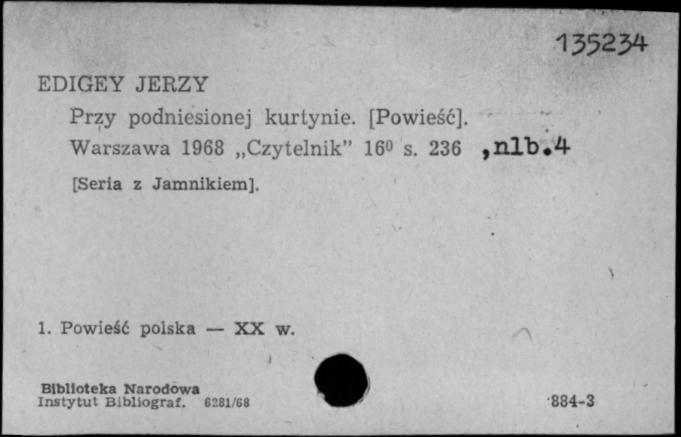 135234
EDIGEY JERZY
Przy podniesionej kurtynie. [Powieść].
Warszawa 1968 „Czytelnik” 16⁰ s. 236 ,nlb.4
[Seria z Jamnikiem].
1. Powieść polska — XX w.
Biblioteka Narodowa
Instytut Bibliograf. 6281/68
884-3